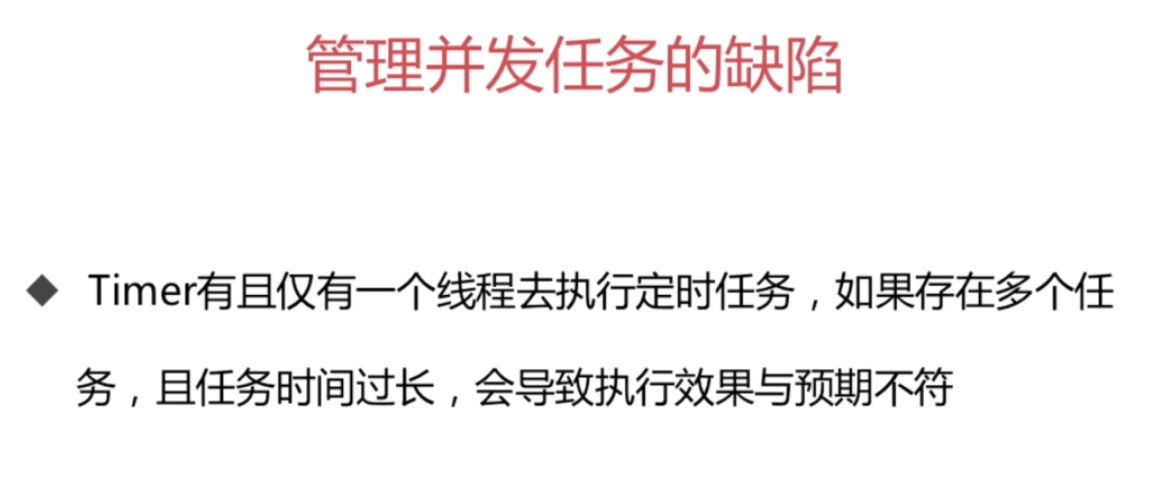 管理并发任务的缺陷
◆ Timer有且仅有一个线程去执行定时任务，如果存在多个任
务，且任务时间过长，会导致执行效果与预期不符